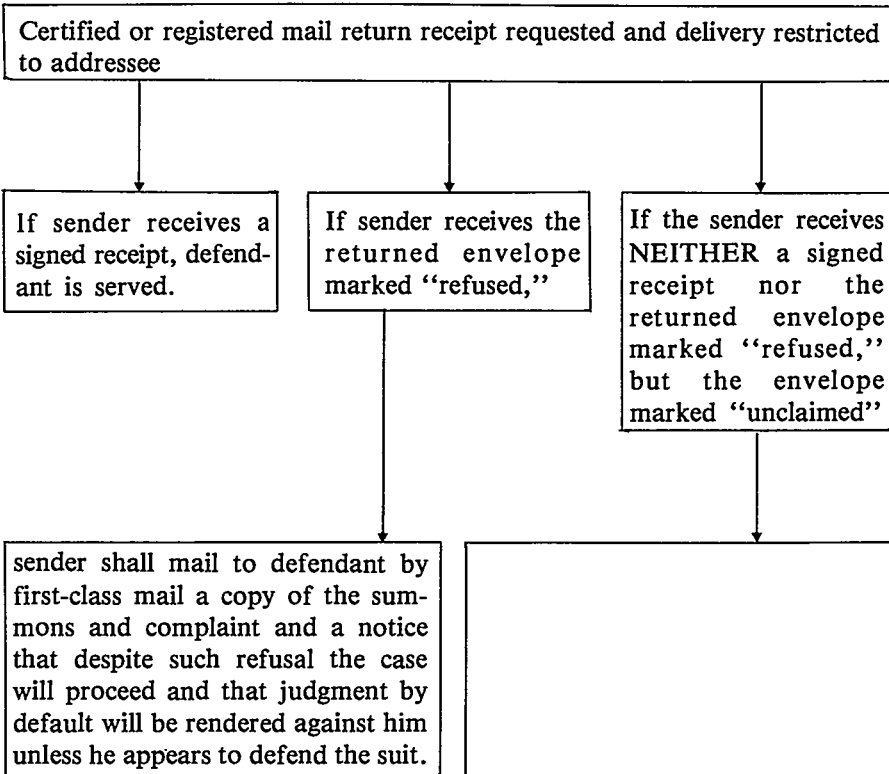 Certified or registered mail return receipt requested and delivery restricted
to addressee
If sender receives a
signed receipt, defend-
ant is served.
If sender receives the
returned envelope
marked “refused,”
If the sender receives
NEITHER a signed
receipt nor the
returned envelope
marked “refused,”
but the envelope
marked “unclaimed”
sender shall mail to defendant by
first-class mail a copy of the sum-
mons and complaint and a notice
that despite such refusal the case
will proceed and that judgment by
default will be rendered against him
unless he appears to defend the suit.